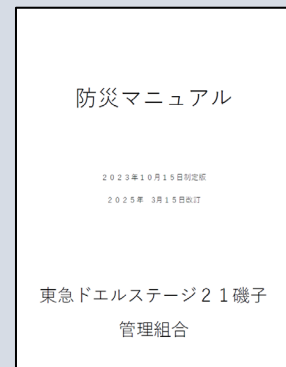 防災マニュアル
２０２３年１０月１５日制定版
２０２５年　３月１５日改訂
東急ドエルステージ２１磯子
管理組合